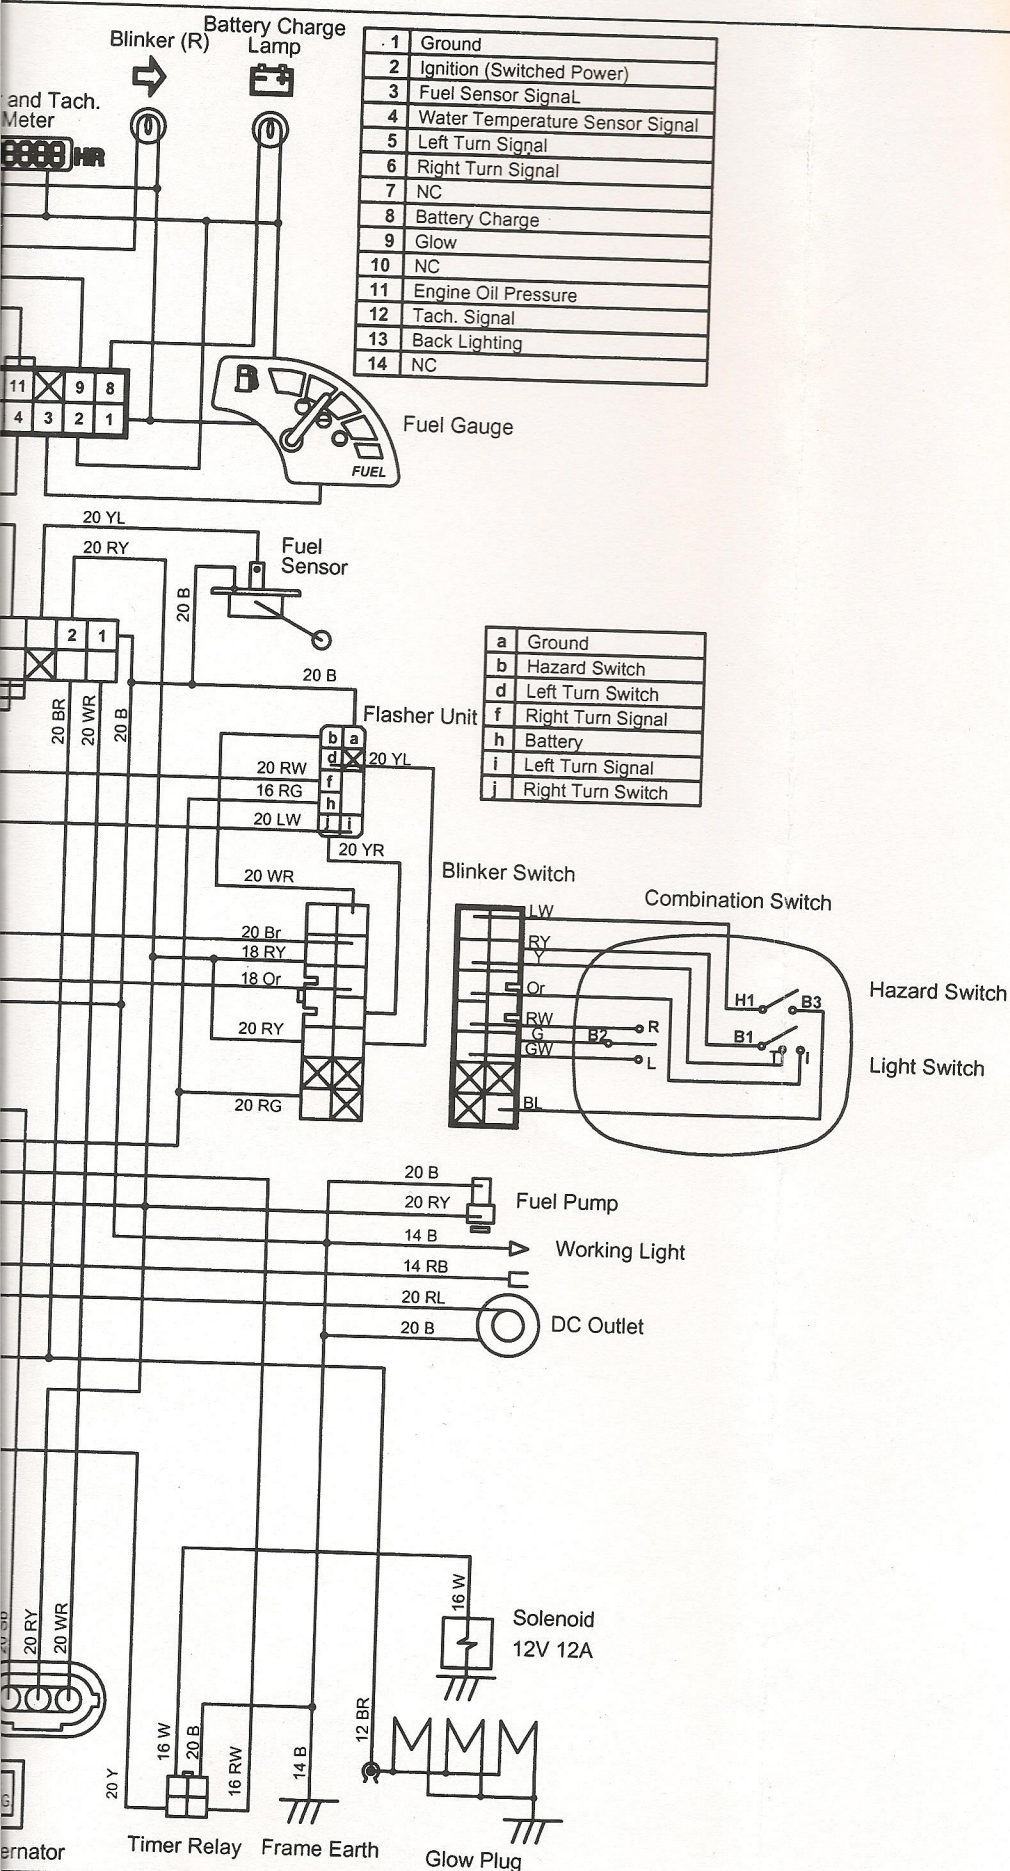 Battery Charge
Lamp
Blinker (R)
and Tach.
Meter
8888 HR
1 Ground
2 Ignition (Switched Power)
3 Fuel Sensor SignaL
4 Water Temperature Sensor Signal
5 Left Turn Signal
6 Right Turn Signal
7 NC
8 Battery Charge
9 Glow
10 NC
11 Engine Oil Pressure
12 Tach. Signal
13 Back Lighting
14 NC
11 9 8
4 3 2 1
FUEL
Fuel Gauge
20 YL
20 RY
Fuel
Sensor
20 B
2 1
20 B
20 BR
20 WR
20 B
a Ground
b Hazard Switch
d Left Turn Switch
f Right Turn Signal
h Battery
i Left Turn Signal
j Right Turn Switch
Flasher Unit
b a
d
f
h
j i
20 YL
20 RW
16 RG
20 LW
20 YR
20 WR
Blinker Switch
Combination Switch
20 Br
18 RY
18 Or
20 RY
20 RG
LW
RY
Y
Or
RW
G
GW
BL
H1 B3
B1
T I
B2
R
L
Hazard Switch
Light Switch
20 B
20 RY
Fuel Pump
14 B
Working Light
14 RB
20 RL
20 B
DC Outlet
16 W
Solenoid
12V 12A
20 RY
20 WR
20 Y
16 W
20 B
16 RW
14 B
12 BR
G
ernator
Timer Relay
Frame Earth
Glow Plug